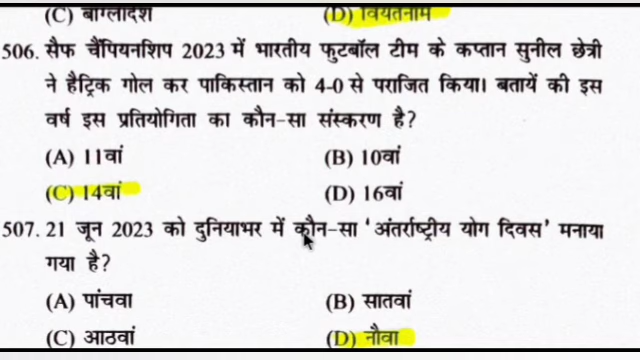 (C) बाग्लादेश (D) वियतनाम
506. सैफ चैंपियनशिप 2023 में भारतीय फुटबॉल टीम के कप्तान सुनील छेत्री
ने हैट्रिक गोल कर पाकिस्तान को 4-0 से पराजित किया। बतायें की इस
वर्ष इस प्रतियोगिता का कौन-सा संस्करण है?
(A) 11वां (B) 10वां
(C) 14वां (D) 16वां
507. 21 जून 2023 को दुनियाभर में कौन-सा 'अंतर्राष्ट्रीय योग दिवस' मनाया
गया है?
(A) पांचवा (B) सातवां
(C) आठवां (D) नौवा